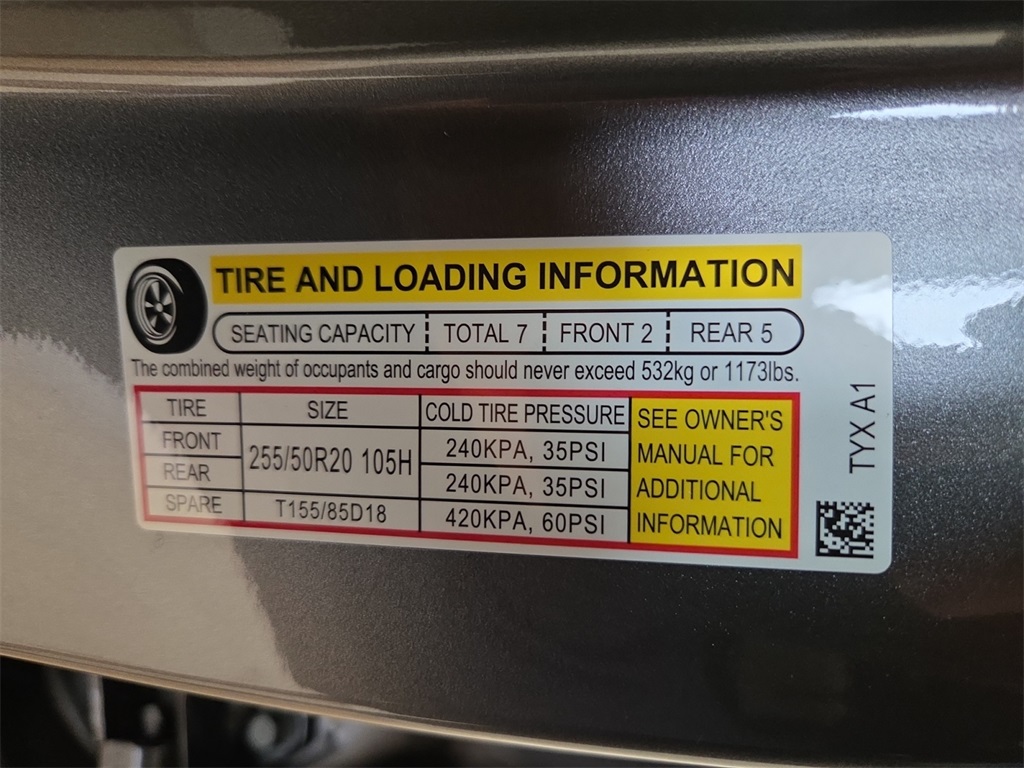 TIRE AND LOADING INFORMATION
SEATING CAPACITY TOTAL 7 FRONT 2 REAR 5
The combined weight of occupants and cargo should never exceed 532kg or 1173lbs.
TIRE SIZE COLD TIRE PRESSURE
FRONT 255/50R20 105H 240KPA, 35PSI
REAR 240KPA, 35PSI
SPARE T155/85D18 420KPA, 60PSI
SEE OWNER'S
MANUAL FOR
ADDITIONAL
INFORMATION
TYX A1